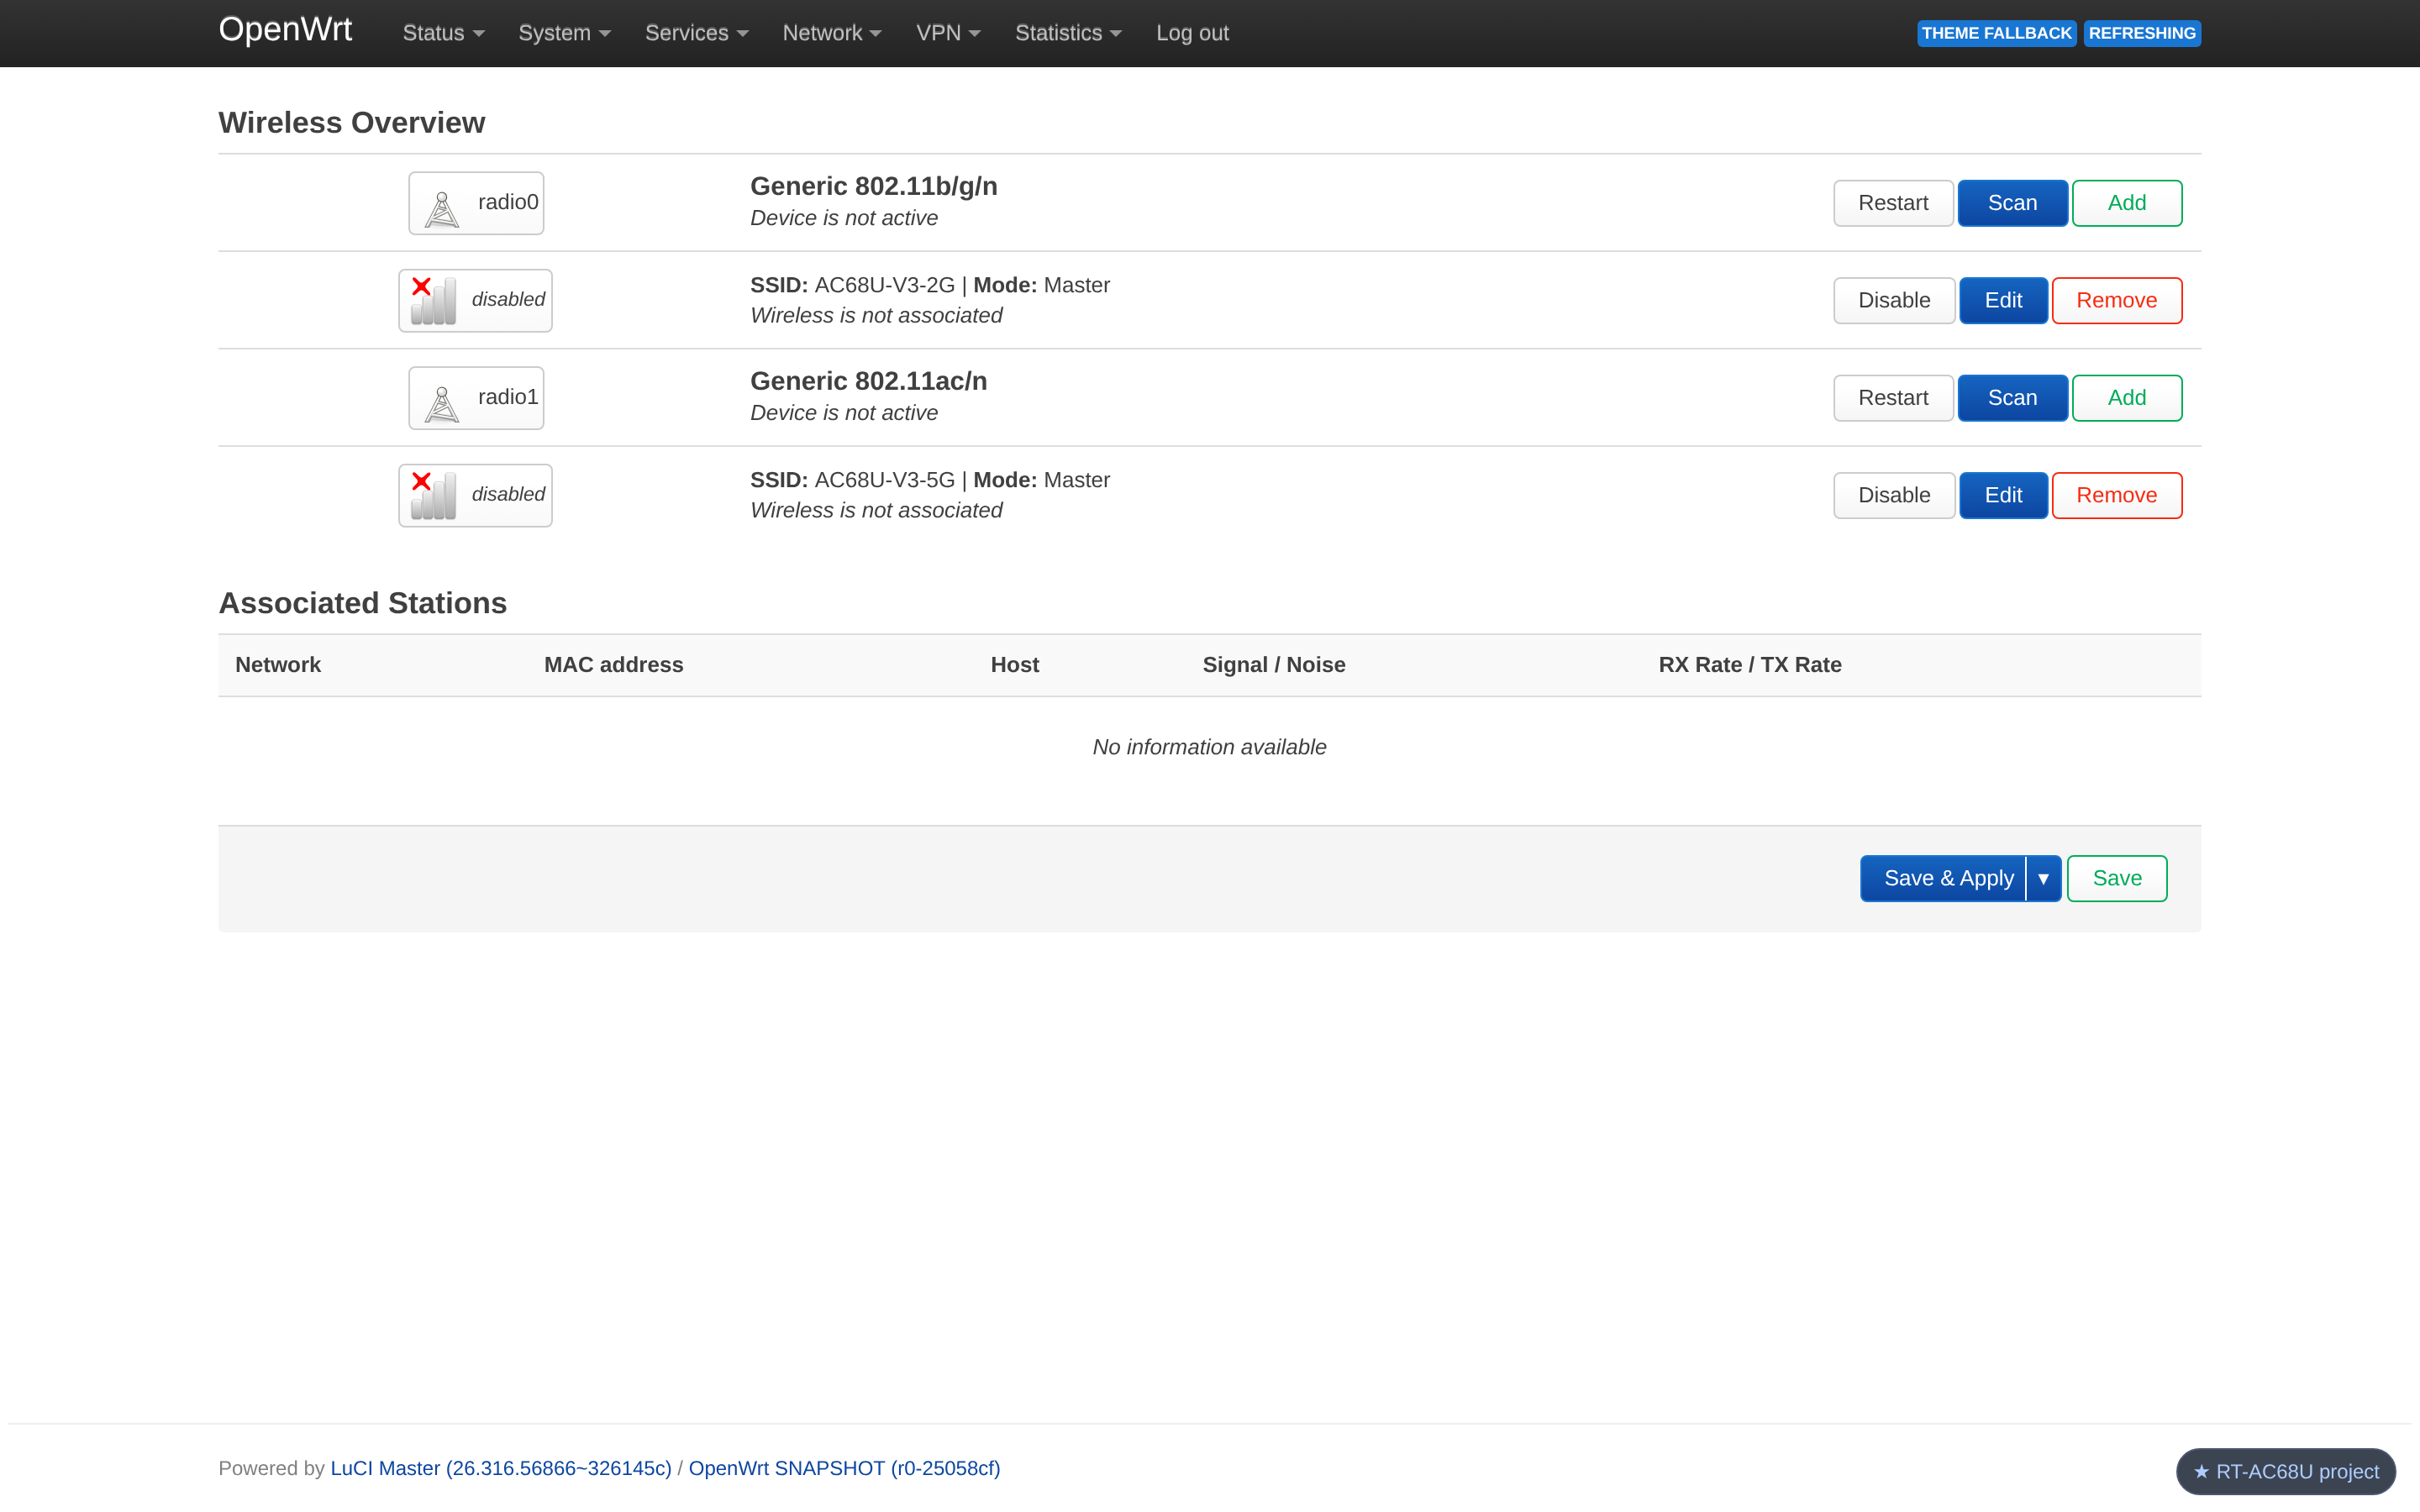 OpenWrt Status System Services Network VPN Statistics Log out THEME FALLBACK REFRESHING
Wireless Overview
radio0 Generic 802.11b/g/n Restart Scan Add
Device is not active
disabled SSID: AC68U-V3-2G | Mode: Master Disable Edit Remove
Wireless is not associated
radio1 Generic 802.11ac/n Restart Scan Add
Device is not active
disabled SSID: AC68U-V3-5G | Mode: Master Disable Edit Remove
Wireless is not associated
Associated Stations
Network MAC address Host Signal / Noise RX Rate / TX Rate
No information available
Save & Apply ▼ Save
Powered by LuCI Master (26.316.56866~326145c) / OpenWrt SNAPSHOT (r0-25058cf)
★ RT-AC68U project